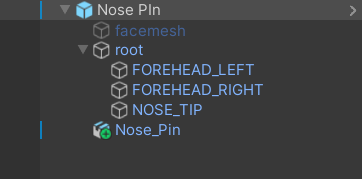 Nose PIn
facemesh
root
FOREHEAD_LEFT
FOREHEAD_RIGHT
NOSE_TIP
Nose_Pin